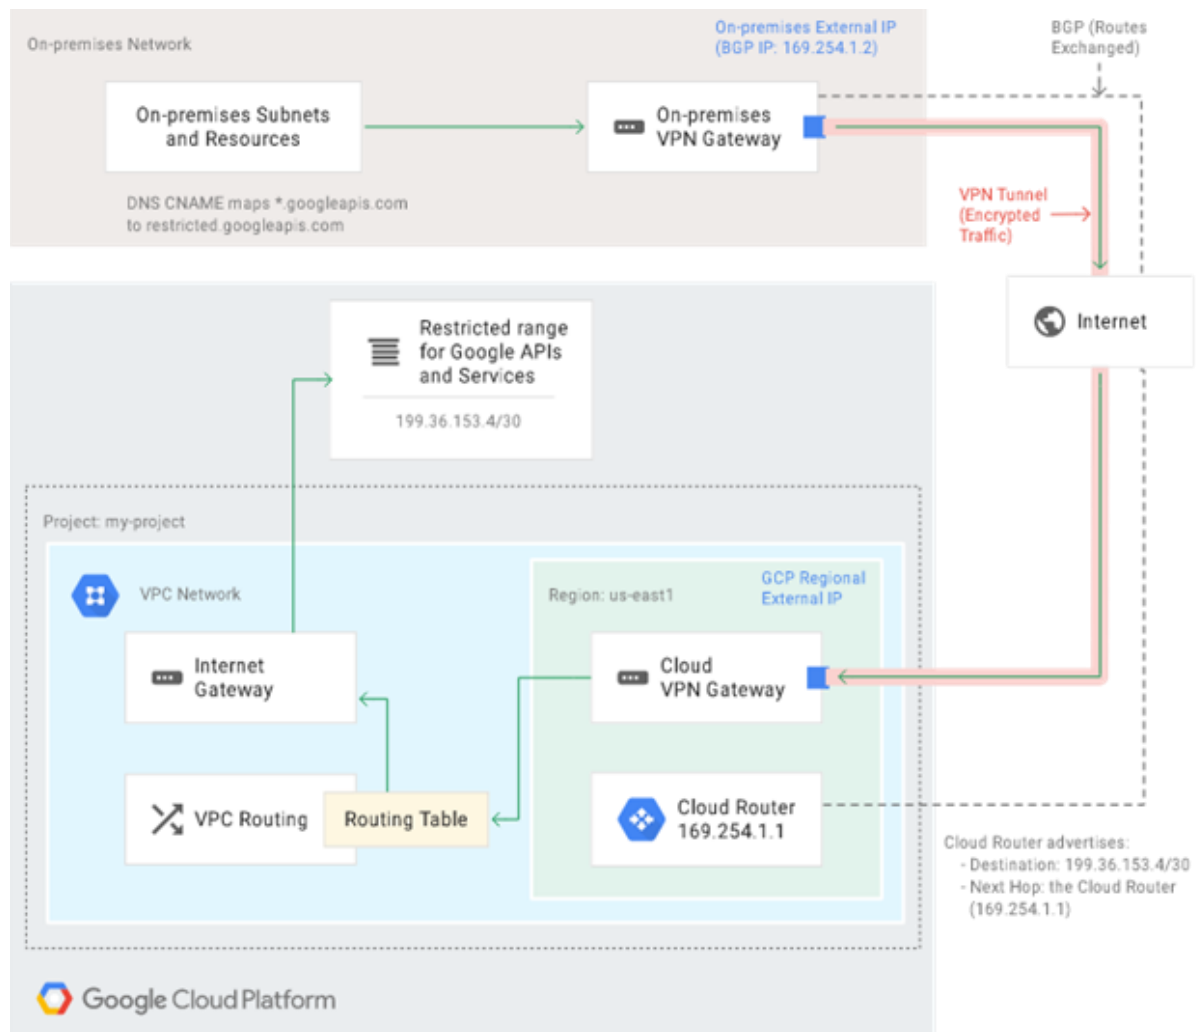 On-premises Network
On-premises External IP
(BGP IP: 169.254.1.2)
BGP (Routes
Exchanged)
On-premises Subnets
and Resources
On-premises
VPN Gateway
DNS CNAME maps *.googleapis.com
to restricted.googleapis.com
VPN Tunnel
(Encrypted
Traffic)
Internet
Restricted range
for Google APIs
and Services
199.36.153.4/30
Project: my-project
VPC Network
Region: us-east1
GCP Regional
External IP
Internet
Gateway
Cloud
VPN Gateway
VPC Routing
Routing Table
Cloud Router
169.254.1.1
Cloud Router advertises:
- Destination: 199.36.153.4/30
- Next Hop: the Cloud Router
(169.254.1.1)
Google Cloud Platform